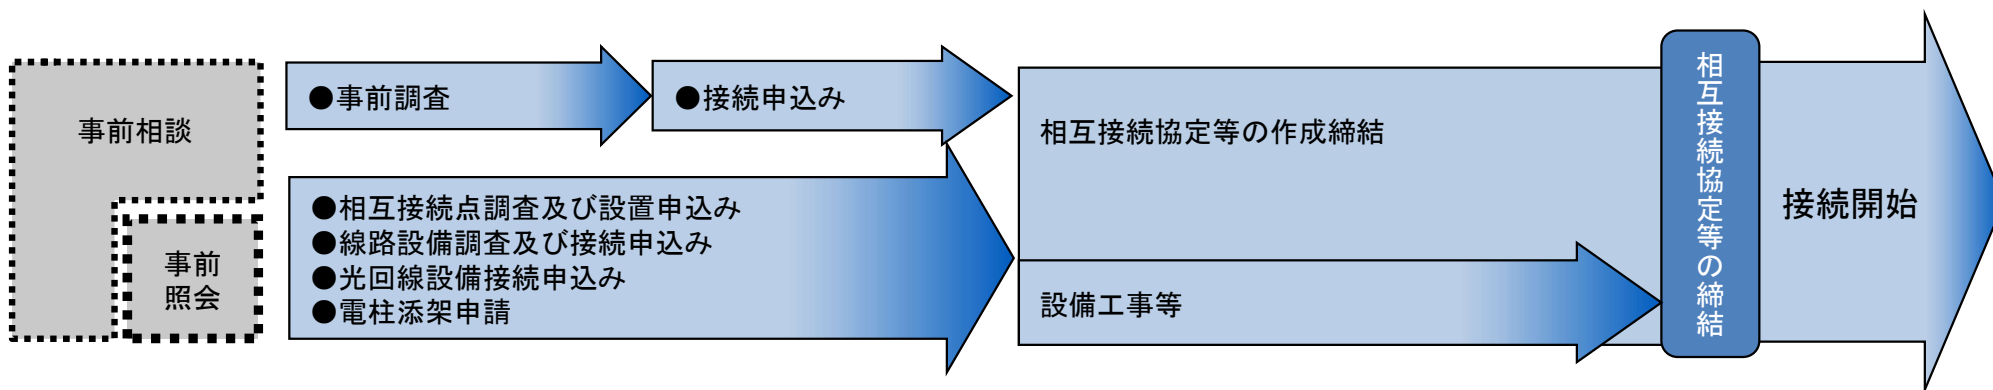 事前相談
事前
照会
●事前調査
●接続申込み
●相互接続点調査及び設置申込み
●線路設備調査及び接続申込み
●光回線設備接続申込み
●電柱添架申請
相互接続協定等の作成締結
設備工事等
相互接続協定等の締結
接続開始